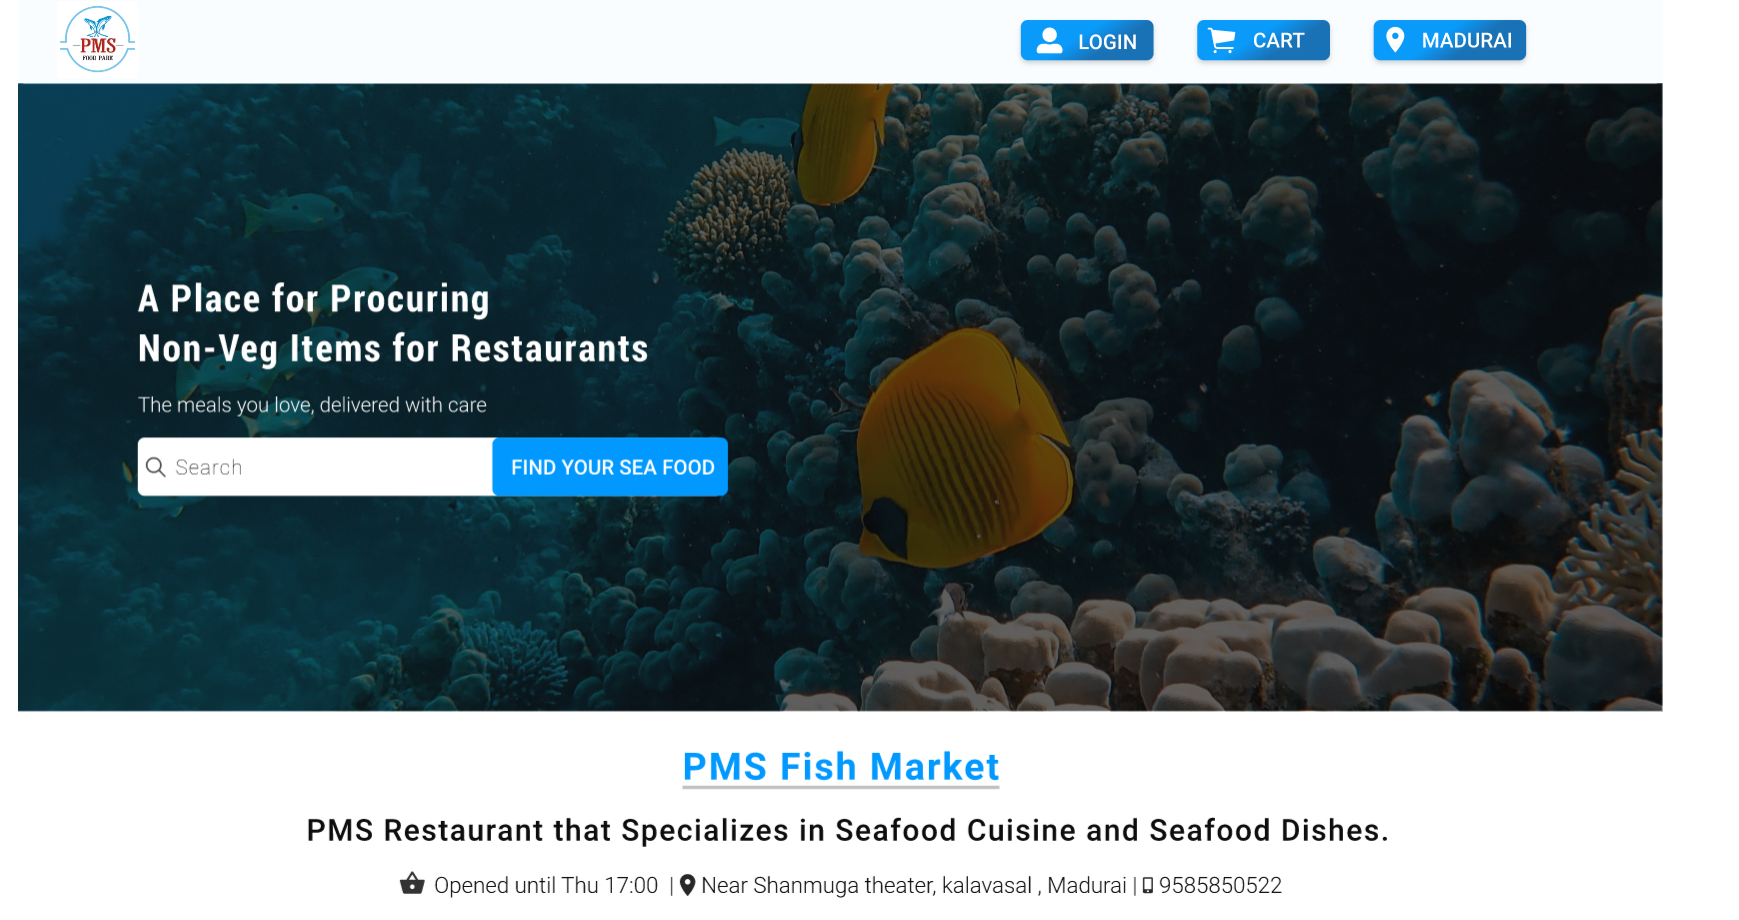 PMS
FOOD PARK
LOGIN
CART
MADURAI
A Place for Procuring
Non-Veg Items for Restaurants
The meals you love, delivered with care
Search
FIND YOUR SEA FOOD
PMS Fish Market
PMS Restaurant that Specializes in Seafood Cuisine and Seafood Dishes.
Opened until Thu 17:00 | Near Shanmuga theater, kalavasal , Madurai | 9585850522